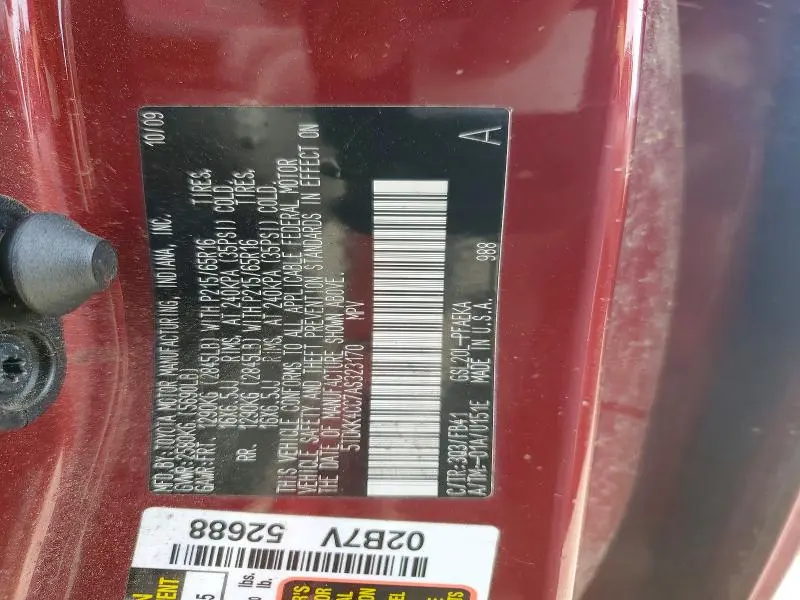 MFD BY: TOYOTA MOTOR MANUFACTURING, INDIANA, INC. 10/09
GVWR 2580KG (5690LB)
GAWR FRT. 1290KG (2845LB) WITH P215/65R16 TIRES,
16X6.5JJ RIMS, AT 240KPA (35PSI) COLD.
RR. 1290KG (2845LB) WITH P215/65R16 TIRES,
16X6.5JJ RIMS, AT 240KPA (35PSI) COLD.
THIS VEHICLE CONFORMS TO ALL APPLICABLE FEDERAL MOTOR
VEHICLE SAFETY AND THEFT PREVENTION STANDARDS IN EFFECT ON
THE DATE OF MANUFACTURE SHOWN ABOVE.
5TDKK4CC7AS323170 MPV
C/TR: 3R3/FB41 GSL20L-PFAEKA
A/TM: -01A/U151E MADE IN U.S.A. 988
A
02B7V
52688
lbs.
lb.
5